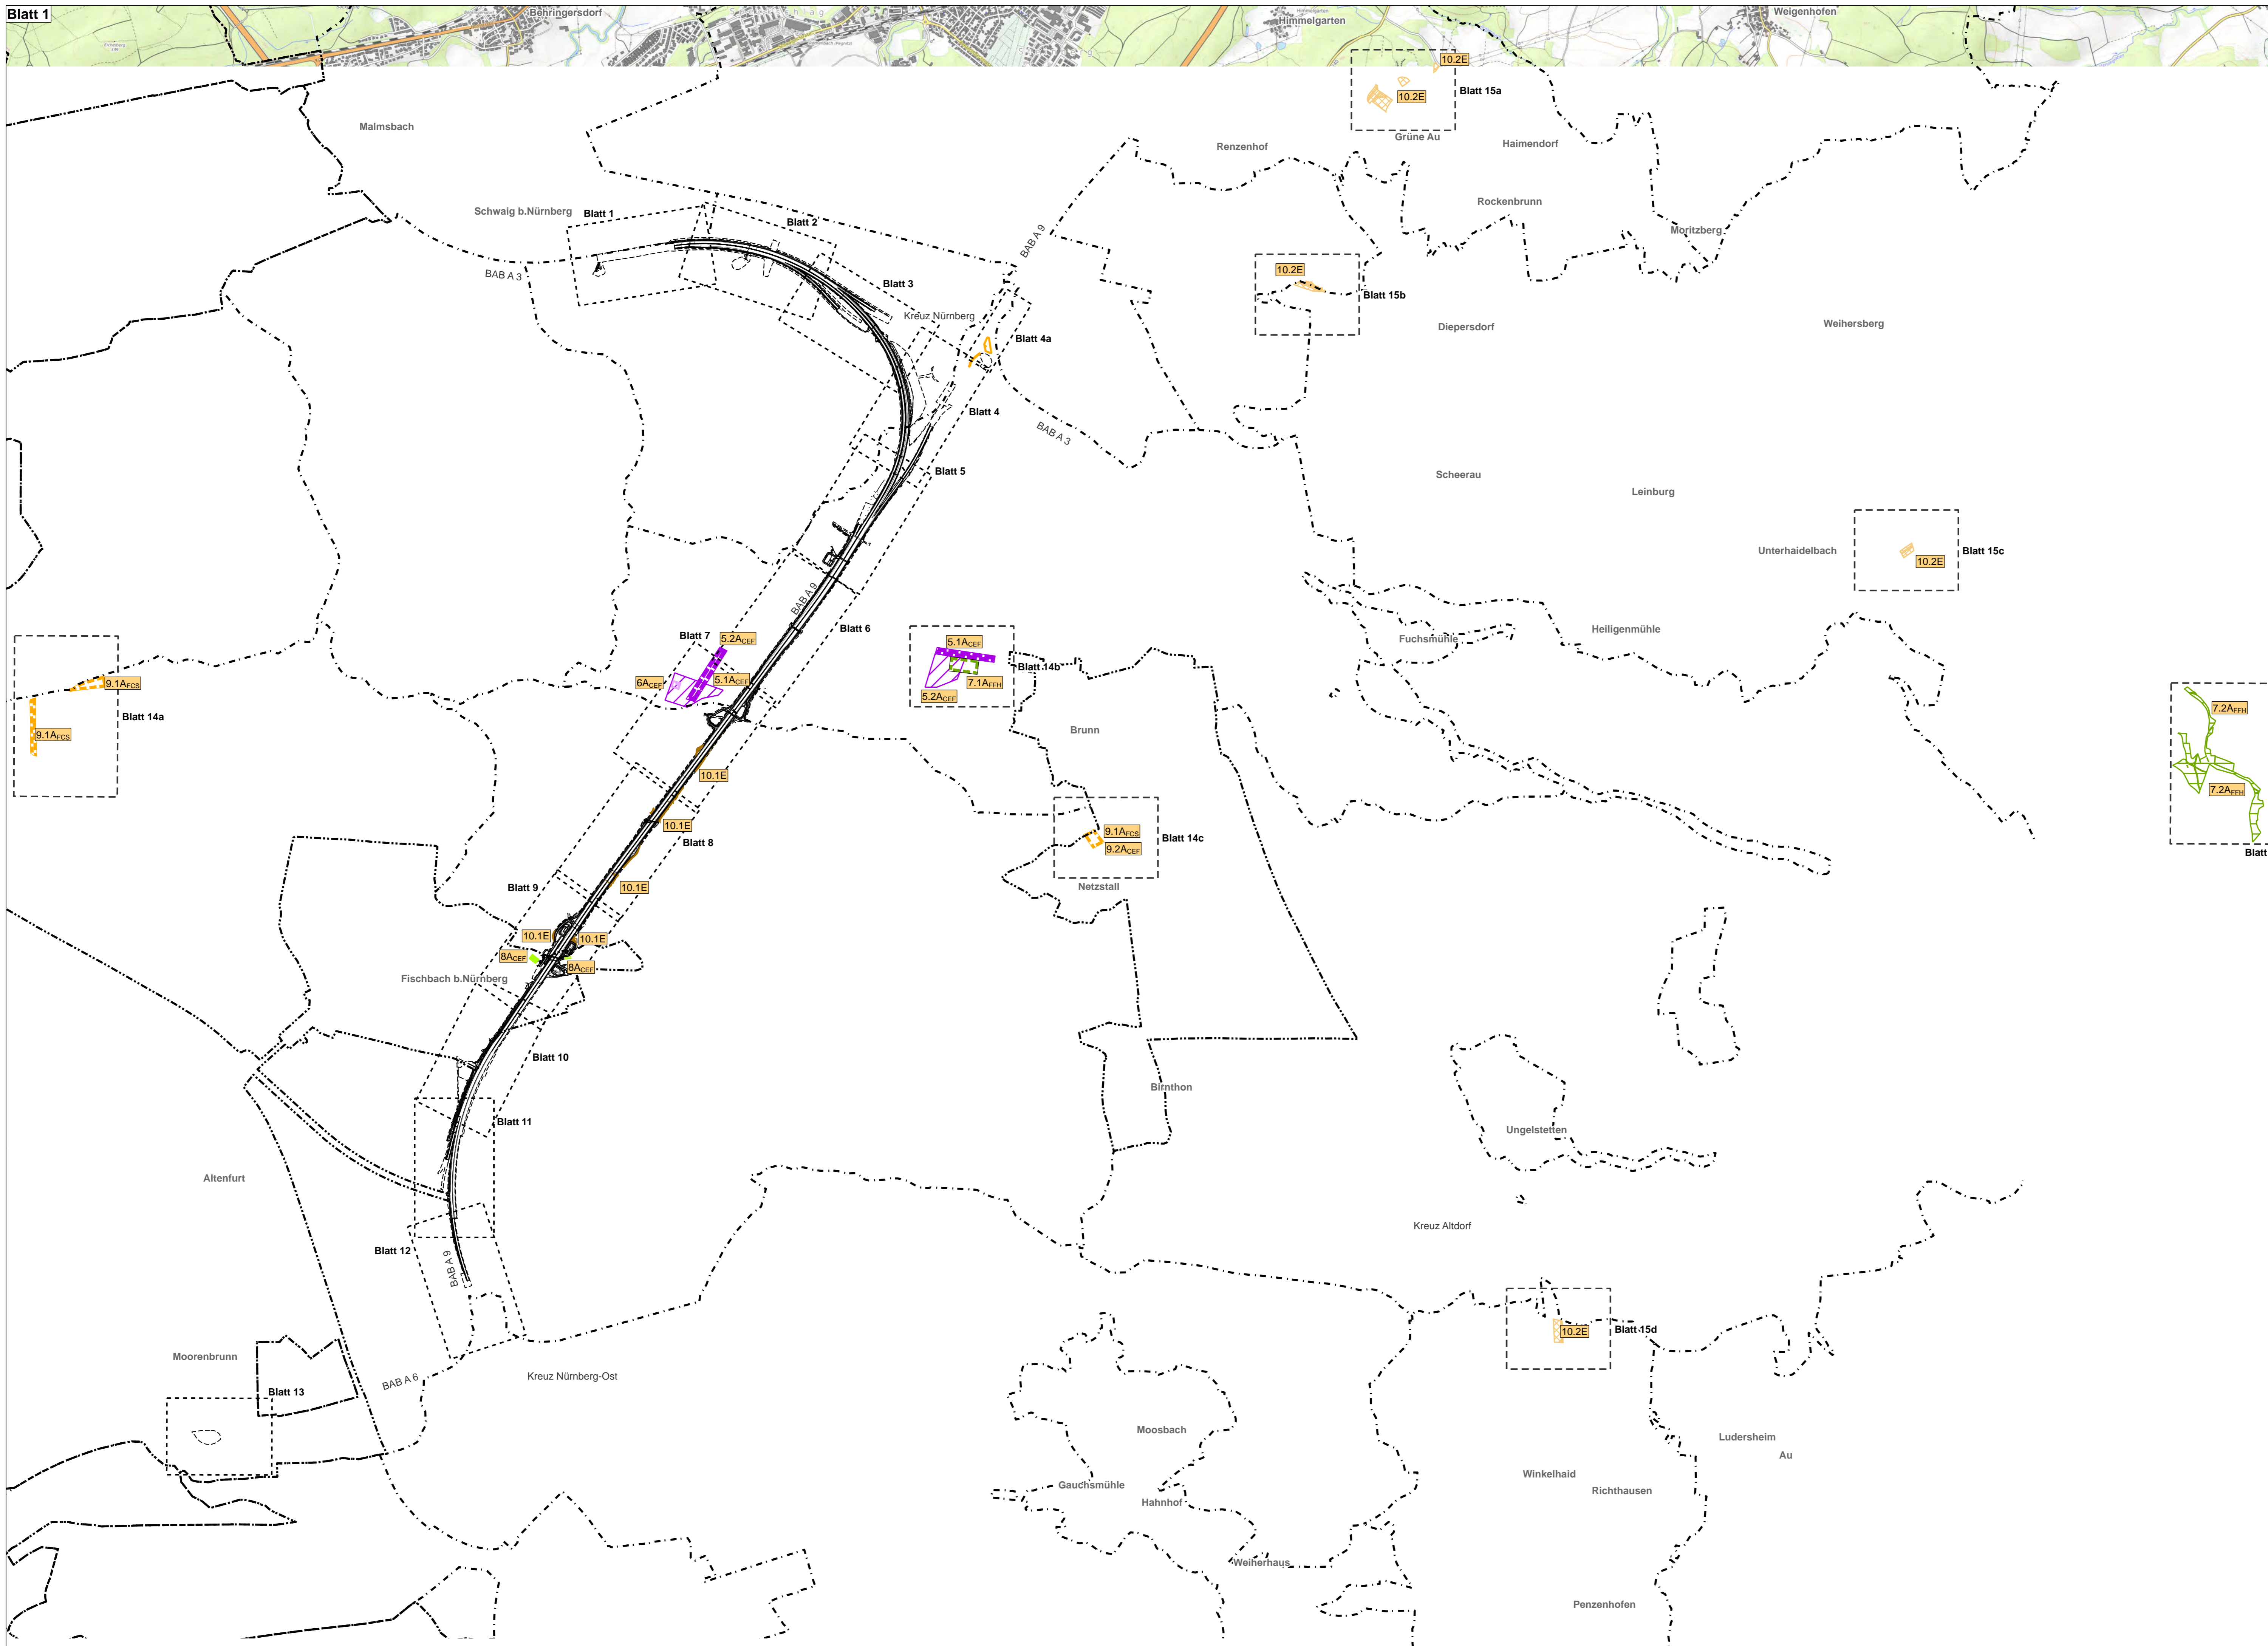 Blatt 1
Behringersdorf
Himmelgarten
Weigenhofen
10.2E
10.2E
Blatt 15a
Malmsbach
Grüne Au
Renzenhof
Haimendorf
Rockenbrunn
Schwaig b.Nürnberg
Blatt 1
Blatt 2
Moritzberg
BAB A 9
BAB A 3
10.2E
Blatt 3
Blatt 15b
Kreuz Nürnberg
Diepersdorf
Weihersberg
Blatt 4a
Blatt 4
BAB A 3
Blatt 5
Scheerau
Leinburg
Unterhaidelbach
Blatt 15c
10.2E
BAB A 9
Blatt 6
Blatt 7
5.2ACEF
5.1ACEF
Heiligenmühle
Fuchsmühle
Blatt 14b
6ACEF
5.1ACEF
7.1AFFH
5.2ACEF
9.1AFCS
Blatt 14a
9.1AFCS
7.2AFFH
Brunn
10.1E
7.2AFFH
10.1E
Blatt 8
9.1AFCS
Blatt 14c
9.2ACEF
Blatt
Blatt 9
10.1E
Netzstall
10.1E
10.1E
8ACEF
8ACEF
Fischbach b.Nürnberg
Blatt 10
Birnthon
Blatt 11
Ungelstetten
Altenfurt
Kreuz Altdorf
Blatt 12
BAB A 9
10.2E
Blatt 15d
Moorenbrunn
Kreuz Nürnberg-Ost
BAB A 6
Blatt 13
Moosbach
Ludersheim
Au
Winkelhaid
Gauchsmühle
Richthausen
Hahnhof
Weiherhaus
Penzenhofen